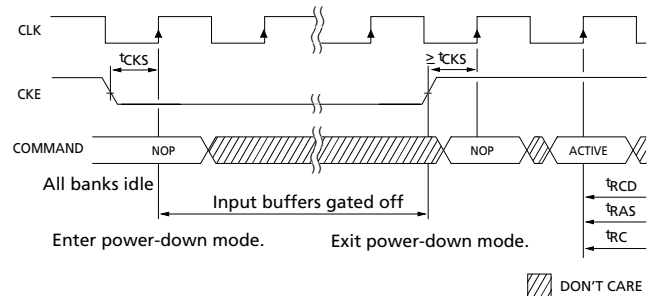 CLK
tCKS
≥ tCKS
CKE
COMMAND
NOP
NOP
ACTIVE
All banks idle
Input buffers gated off
tRCD
tRAS
tRC
Enter power-down mode.
Exit power-down mode.
DON'T CARE